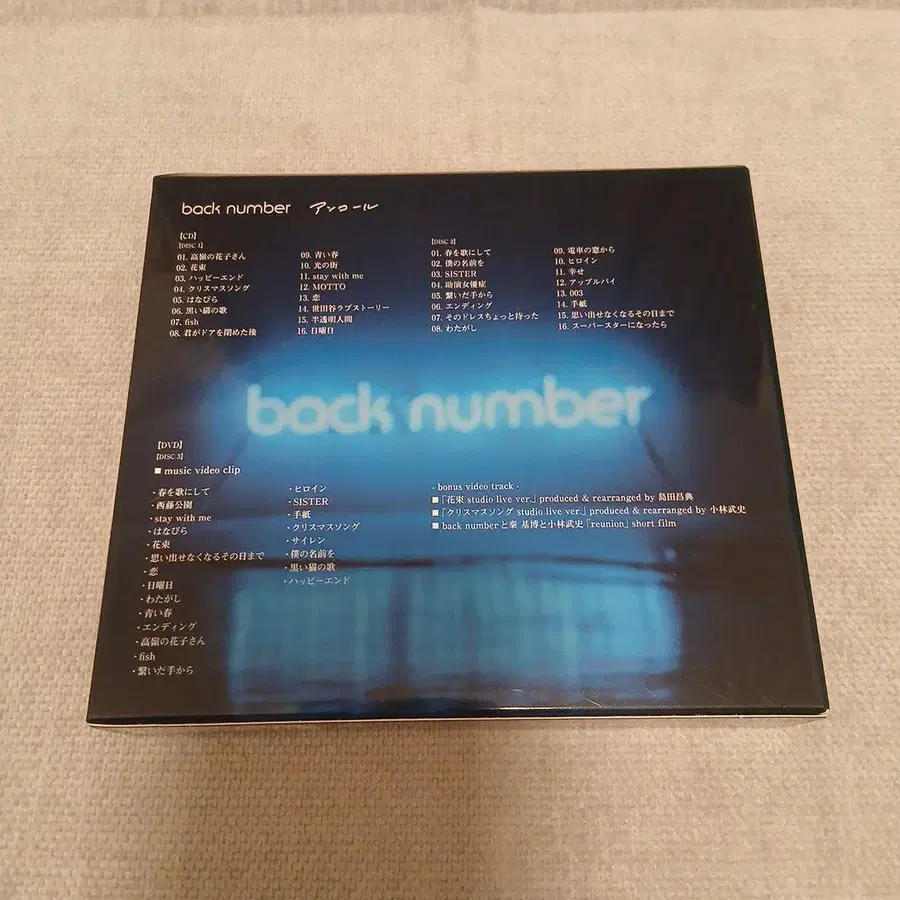 back number アンコール
【CD】
[DISC 1]
01. 高嶺の花子さん
02. 花束
03. ハッピーエンド
04. クリスマスソング
05. はなびら
06. 黒い猫の歌
07. fish
08. 君がドアを閉めた後
09. 青い春
10. 光の街
11. stay with me
12. MOTTO
13. 恋
14. 世田谷ラブストーリー
15. 半透明人間
16. 日曜日
[DISC 2]
01. 春を歌にして
02. 僕の名前を
03. SISTER
04. 助演女優症
05. 繋いだ手から
06. エンディング
07. そのドレスちょっと待った
08. わたがし
09. 電車の窓から
10. ヒロイン
11. 幸せ
12. アップルパイ
13. 003
14. 手紙
15. 思い出せなくなるその日まで
16. スーパースターになったら
back number
【DVD】
[DISC 3]
■ music video clip
・春を歌にして
・西藤公園
・stay with me
・はなびら
・花束
・思い出せなくなるその日まで
・恋
・日曜日
・わたがし
・青い春
・エンディング
・高嶺の花子さん
・fish
・繋いだ手から
・ヒロイン
・SISTER
・手紙
・クリスマスソング
・サイレン
・僕の名前を
・黒い猫の歌
・ハッピーエンド
- bonus video track -
■「花束 studio live ver.」produced & rearranged by 島田昌典
■「クリスマスソング studio live ver.」produced & rearranged by 小林武史
■ back number と秦 基博と小林武史「reunion」short film